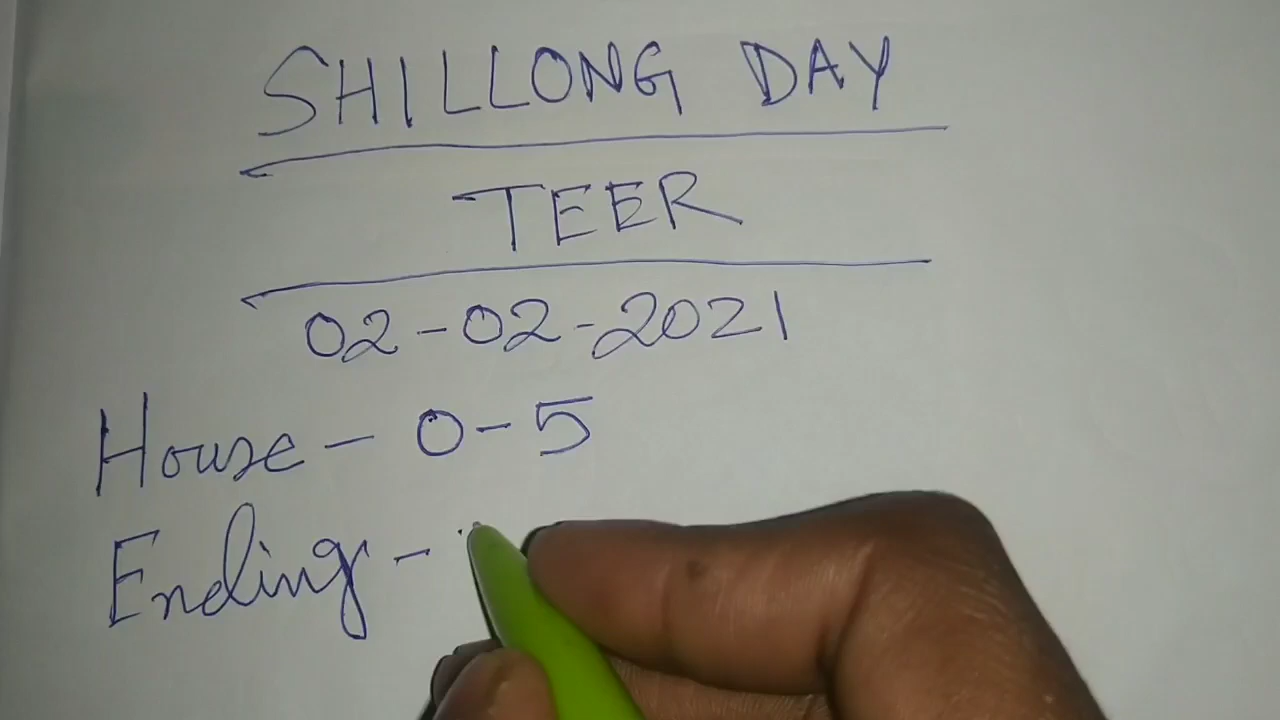 SHILLONG DAY
TEER
02-02-2021
House - 0-5
Ending -